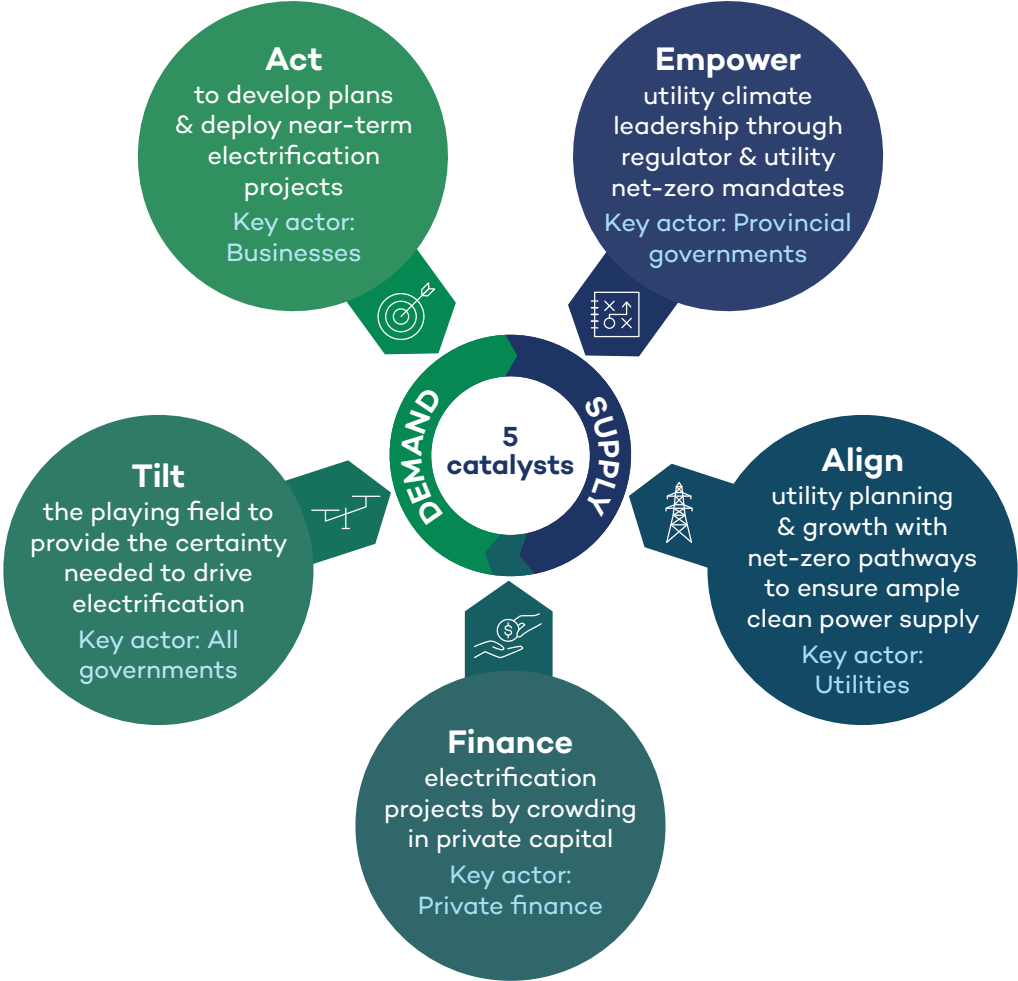 Act
to develop plans
& deploy near-term
electrification
projects
Key actor:
Businesses
Empower
utility climate
leadership through
regulator & utility
net-zero mandates
Key actor: Provincial
governments
DEMAND
5
catalysts
SUPPLY
Tilt
the playing field to
provide the certainty
needed to drive
electrification
Key actor: All
governments
Align
utility planning
& growth with
net-zero pathways
to ensure ample
clean power supply
Key actor:
Utilities
$
Finance
electrification
projects by crowding
in private capital
Key actor:
Private finance